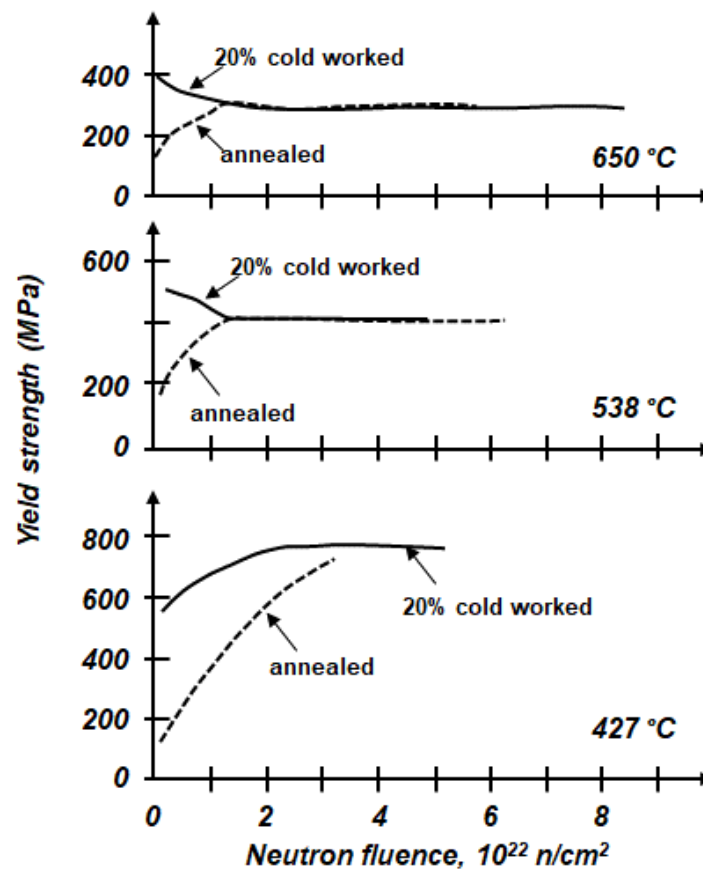 400
20% cold worked
200
annealed
650 °C
0
600
20% cold worked
200
annealed
538 °C
0
Yield strength (MPa)
800
600
20% cold worked
400
annealed
200
427 °C
0
0 2 4 6 8
Neutron fluence, 10²² n/cm²